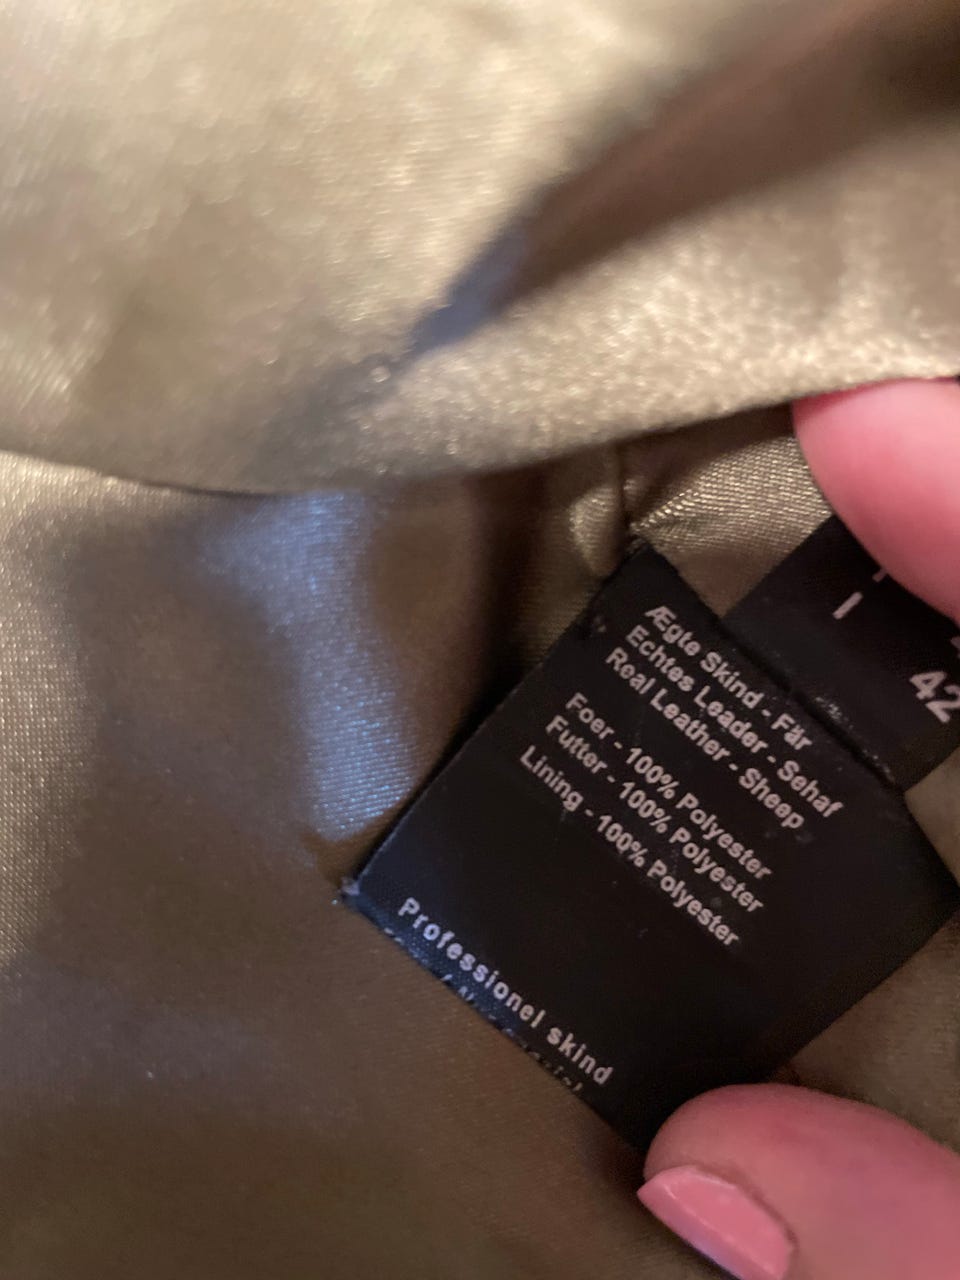 Ægte Skind - Fär
Echtes Leader - Sehaf
Real Leather - Sheep
Foer - 100% Polyester
Futter - 100% Polyester
Lining - 100% Polyester
Professionel skind
I
42